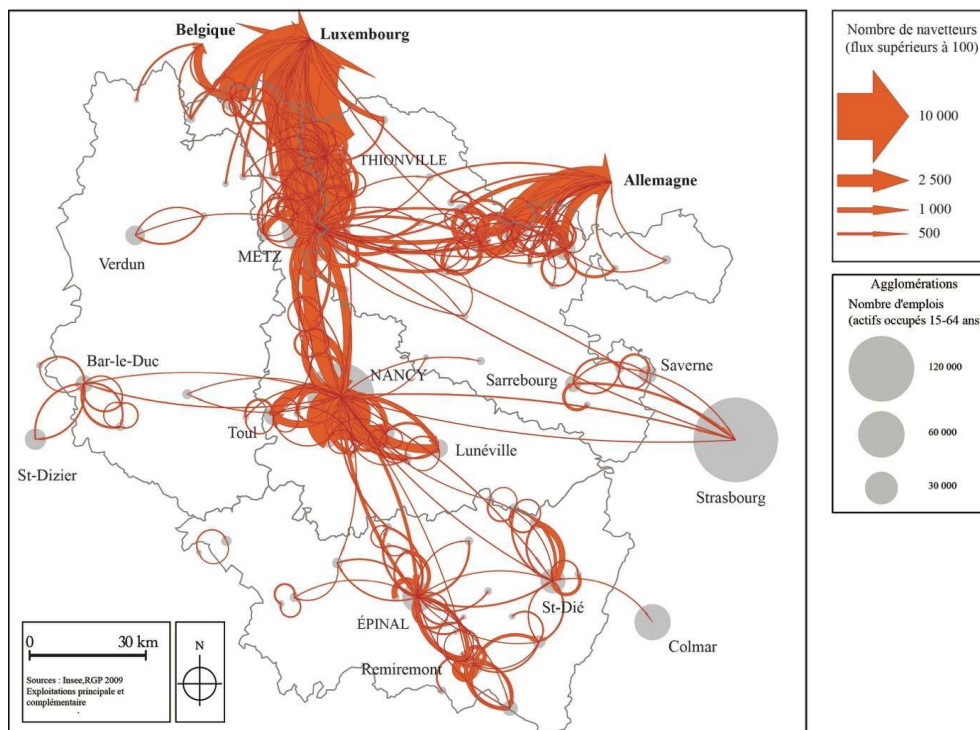 Belgique
Luxembourg
THIONVILLE
Allemagne
Verdun
METZ
Bar-le-Duc
NANCY
Sarrebourg
Saverne
Toul
Lunéville
St-Dizier
Strasbourg
ÉPINAL
St-Dié
Remiremont
Colmar
0 30 km
Sources : Insee,RGP 2009
Exploitations principale et
complémentaire
N
Nombre de navetteurs
(flux supérieurs à 100)
10 000
2 500
1 000
500
Agglomérations
Nombre d'emplois
(actifs occupés 15-64 ans
120 000
60 000
30 000